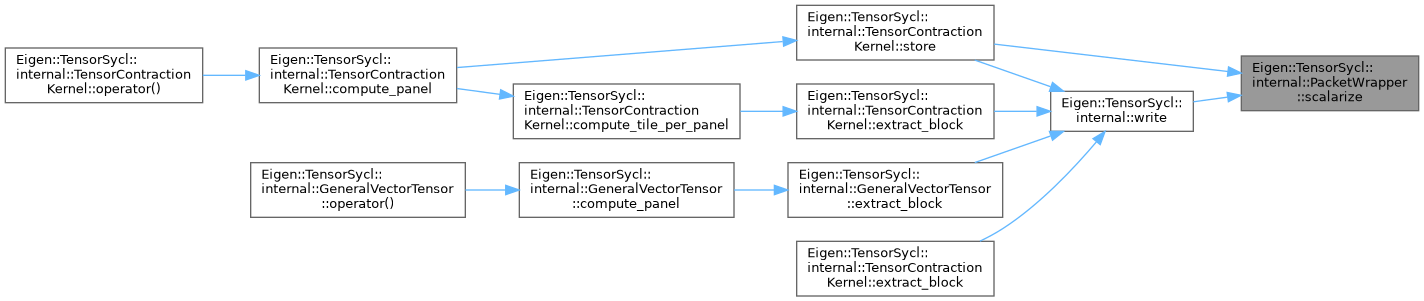 Eigen::TensorSycl::
internal::TensorContraction
Kernel::operator()
Eigen::TensorSycl::
internal::TensorContraction
Kernel::compute_panel
Eigen::TensorSycl::
internal::TensorContraction
Kernel::store
Eigen::TensorSycl::
internal::TensorContraction
Kernel::compute_tile_per_panel
Eigen::TensorSycl::
internal::TensorContraction
Kernel::extract_block
Eigen::TensorSycl::
internal::write
Eigen::TensorSycl::
internal::PacketWrapper
::scalarize
Eigen::TensorSycl::
internal::GeneralVectorTensor
::operator()
Eigen::TensorSycl::
internal::GeneralVectorTensor
::compute_panel
Eigen::TensorSycl::
internal::GeneralVectorTensor
::extract_block
Eigen::TensorSycl::
internal::TensorContraction
Kernel::extract_block